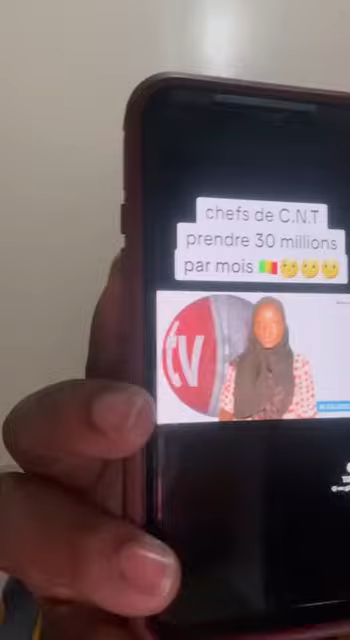 chefs de C.N.T
prendre 30 millions
par mois 🇲🇱🫡🫡🫡
tv